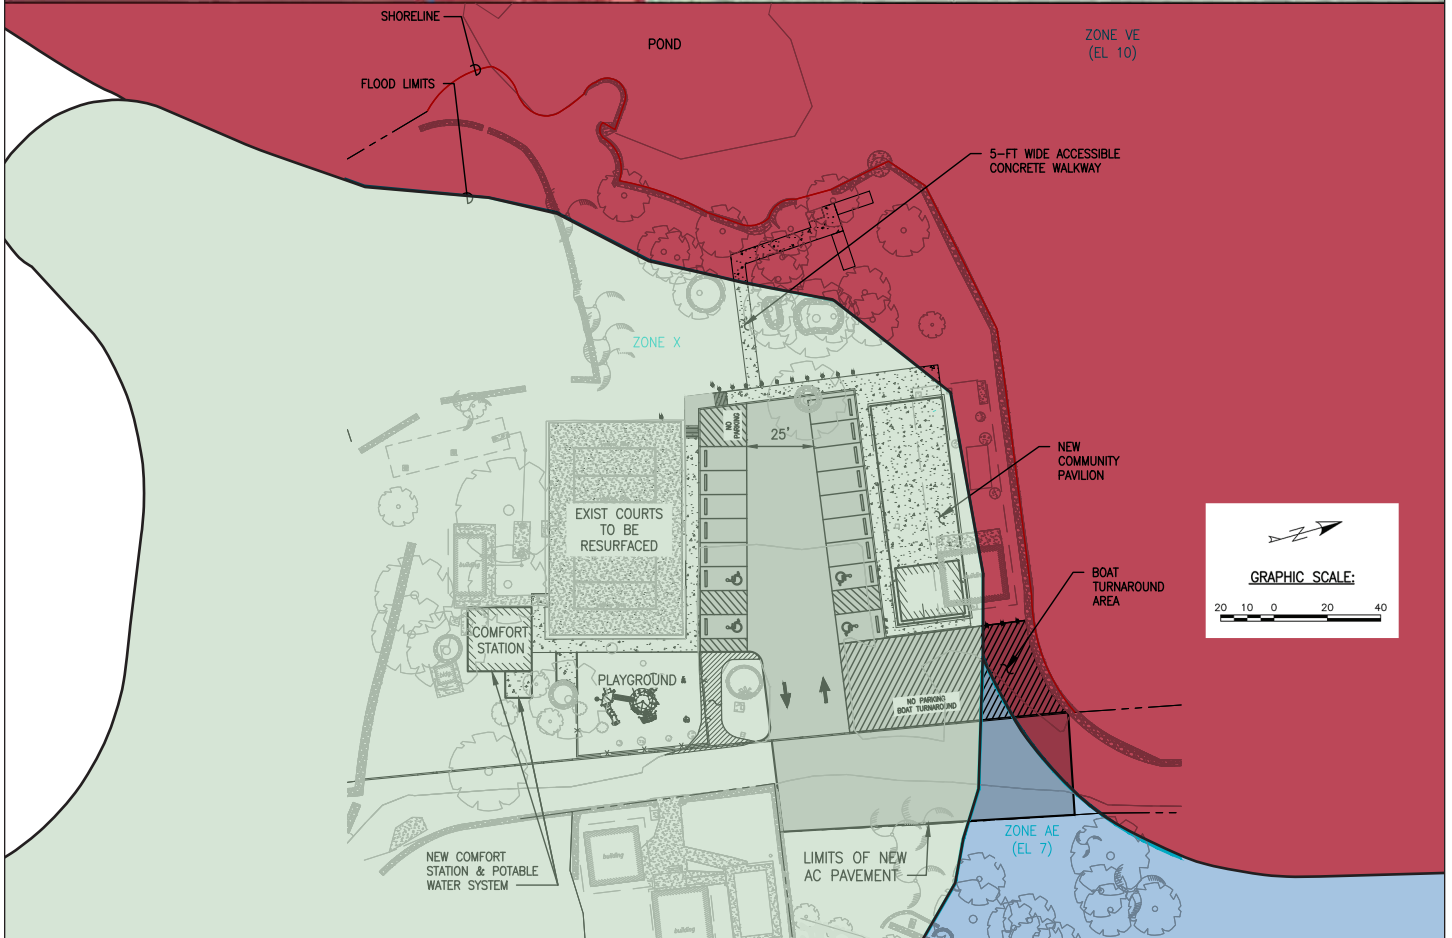 SHORELINE
POND
ZONE VE
(EL 10)
FLOOD LIMITS
5-FT WIDE ACCESSIBLE
CONCRETE WALKWAY
ZONE X
NO
PARKING
25'
NEW
COMMUNITY
PAVILION
EXIST COURTS
TO BE
RESURFACED
building
BOAT
TURNAROUND
AREA
GRAPHIC SCALE:
20 10 0 20 40
COMFORT
STATION
PLAYGROUND
NO PARKING
BOAT TURNAROUND
ZONE AE
(EL 7)
NEW COMFORT
STATION & POTABLE
WATER SYSTEM
building
LIMITS OF NEW
AC PAVEMENT
building